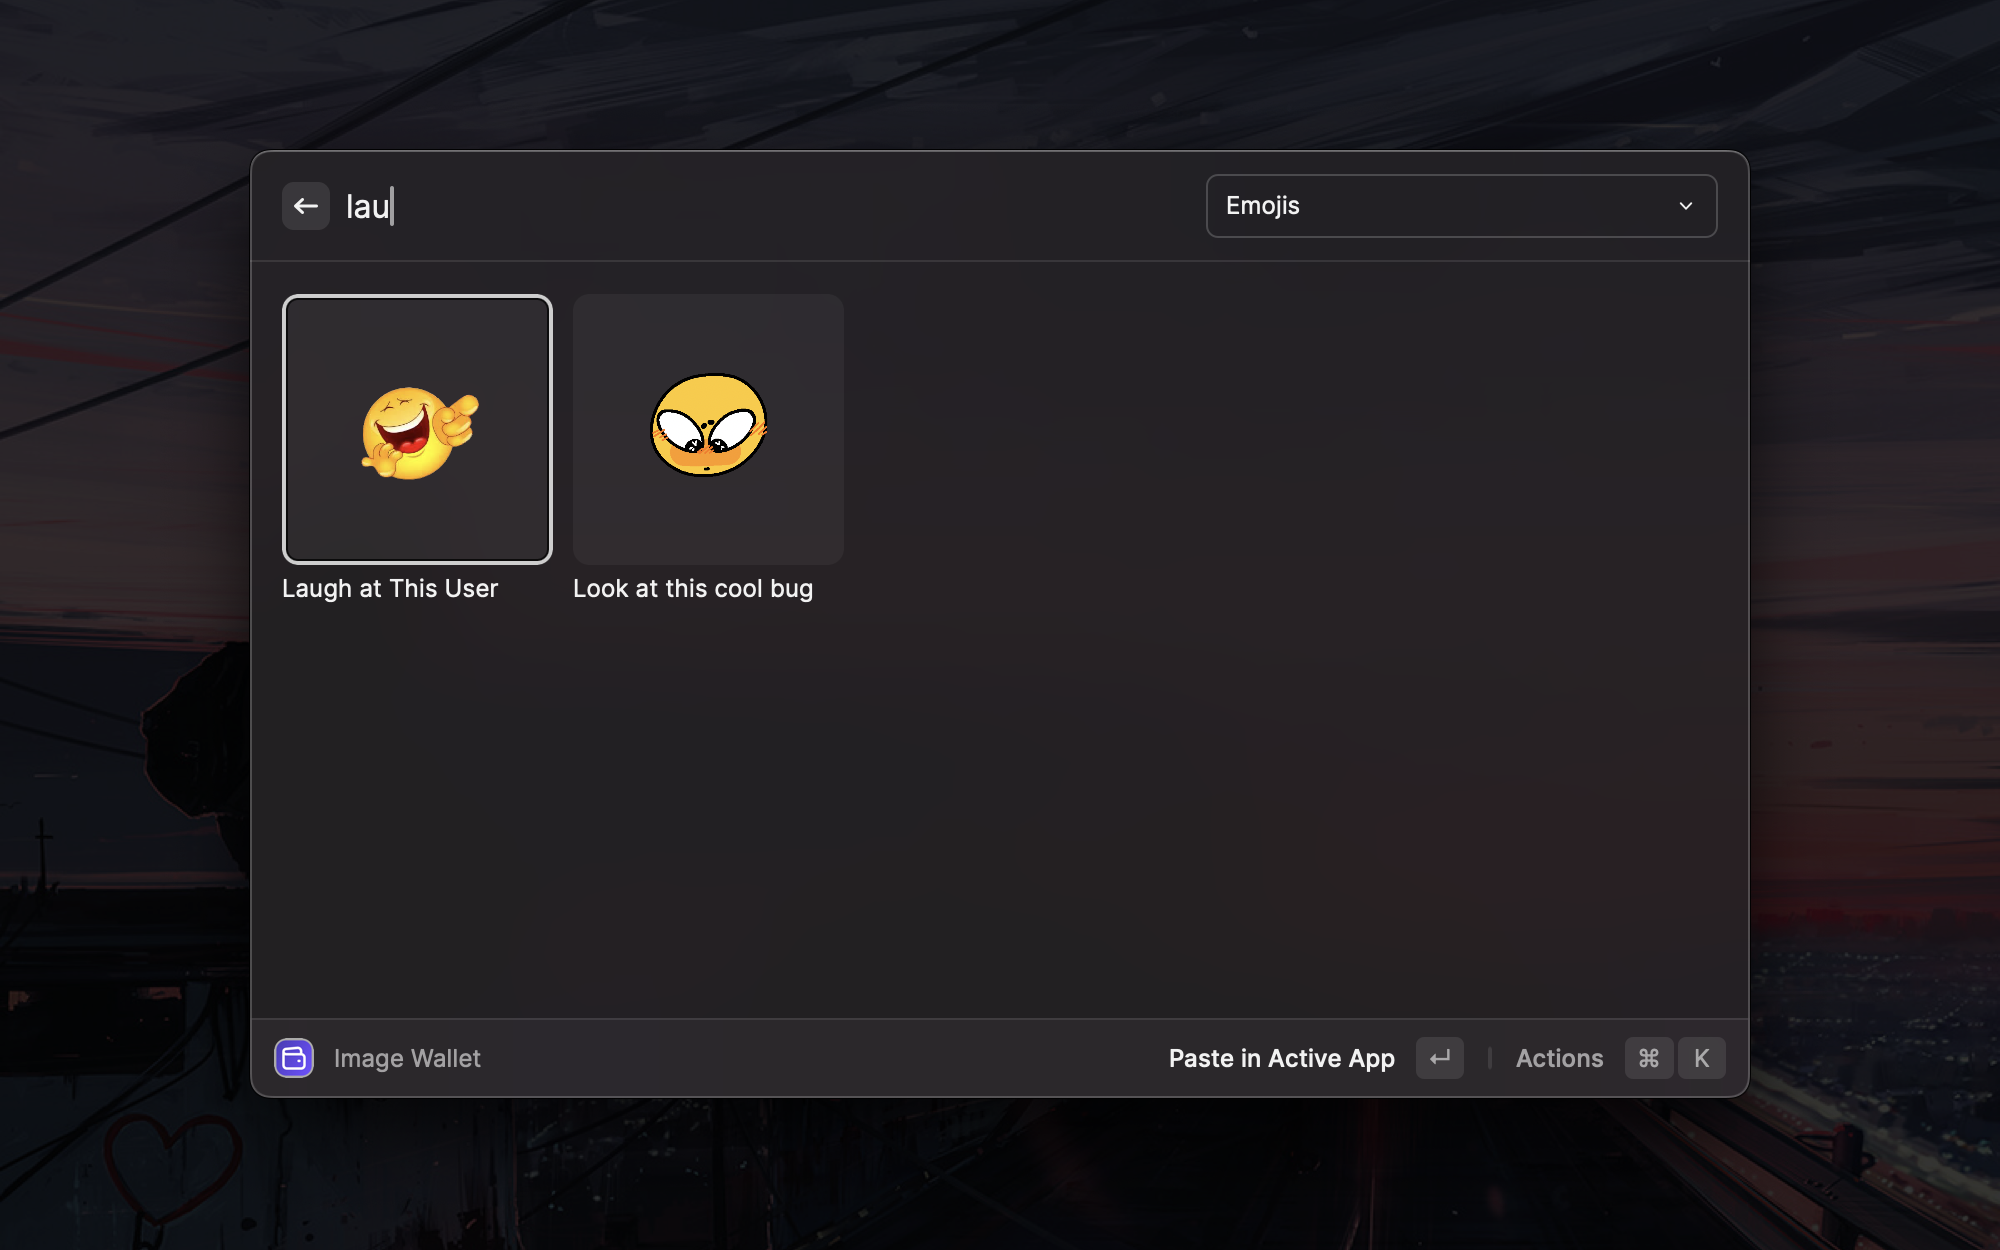 lau
Emojis
Laugh at This User
Look at this cool bug
Image Wallet
Paste in Active App
Actions
⌘ K